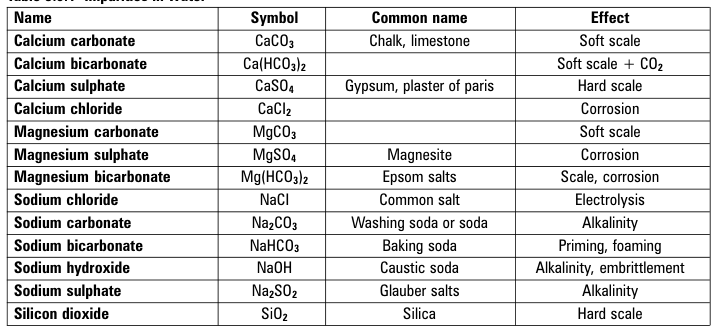 Table 3.9.1 Impurities in Water
Name Symbol Common name Effect
Calcium carbonate CaCO3 Chalk, limestone Soft scale
Calcium bicarbonate Ca(HCO3)2 Soft scale + CO2
Calcium sulphate CaSO4 Gypsum, plaster of paris Hard scale
Calcium chloride CaCl2 Corrosion
Magnesium carbonate MgCO3 Soft scale
Magnesium sulphate MgSO4 Magnesite Corrosion
Magnesium bicarbonate Mg(HCO3)2 Epsom salts Scale, corrosion
Sodium chloride NaCl Common salt Electrolysis
Sodium carbonate Na2CO3 Washing soda or soda Alkalinity
Sodium bicarbonate NaHCO3 Baking soda Priming, foaming
Sodium hydroxide NaOH Caustic soda Alkalinity, embrittlement
Sodium sulphate Na2SO2 Glauber salts Alkalinity
Silicon dioxide SiO2 Silica Hard scale